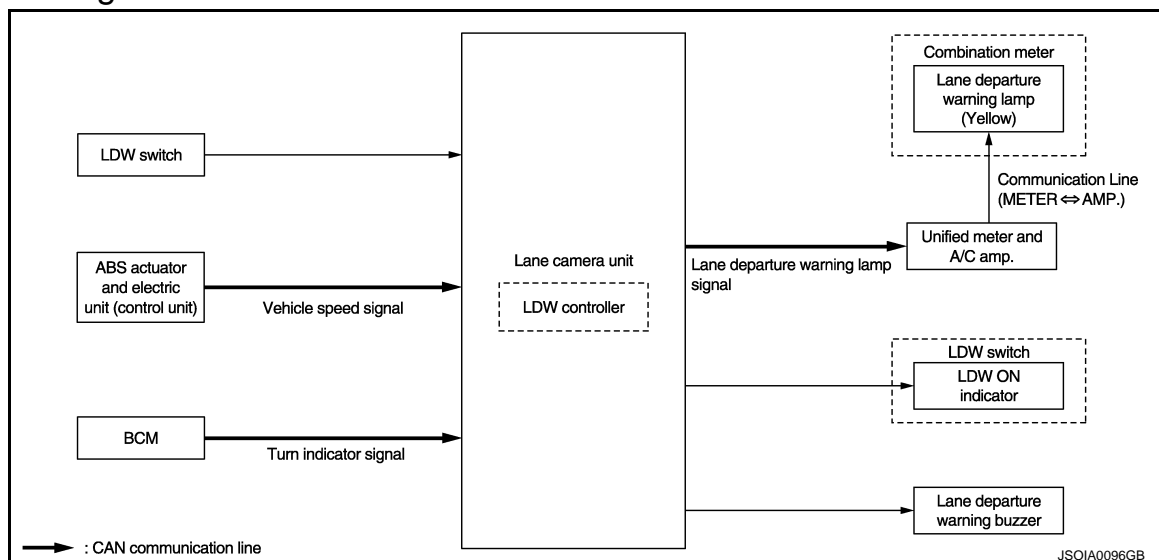 LDW switch
ABS actuator
and electric
unit (control unit)
Vehicle speed signal
BCM
Turn indicator signal
Lane camera unit
LDW controller
Combination meter
Lane departure
warning lamp
(Yellow)
Communication Line
(METER ⇔ AMP.)
Unified meter and
A/C amp.
Lane departure warning lamp
signal
LDW switch
LDW ON
indicator
Lane departure
warning buzzer
: CAN communication line
JSOIA0096GB